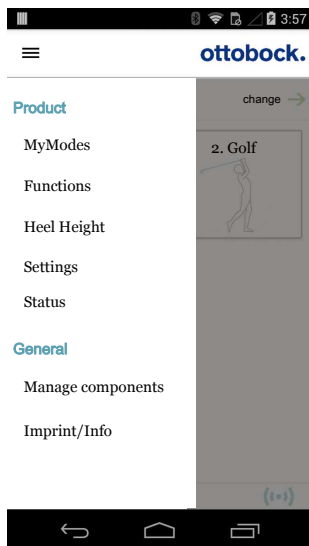 3:57
ottobock.
Product
change
MyModes
2. Golf
Functions
Heel Height
Settings
Status
General
Manage components
Imprint/Info